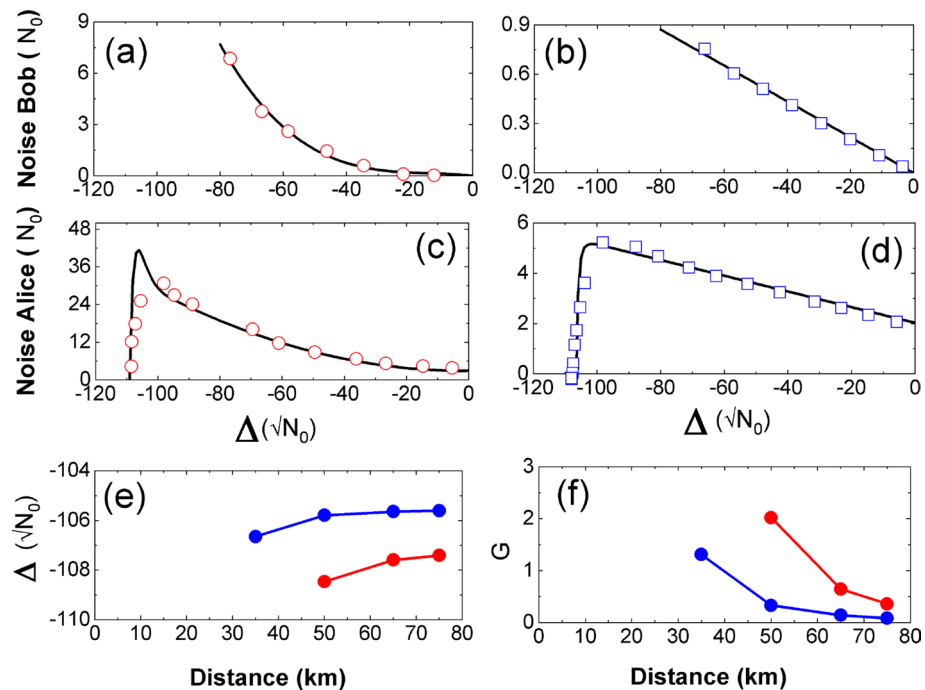 Noise Bob ( N₀)
(a)
9
6
3
0
-120 -100 -80 -60 -40 -20 0
(b)
0.9
0.6
0.3
0.0
-120 -100 -80 -60 -40 -20 0
Noise Alice ( N₀)
(c)
48
36
24
12
0
-120 -100 -80 -60 -40 -20 0
Δ (√N₀)
(d)
6
4
2
0
-120 -100 -80 -60 -40 -20 0
Δ (√N₀)
Δ (√N₀)
(e)
-104
-106
-108
-110
0 10 20 30 40 50 60 70 80
Distance (km)
G
(f)
3
2
1
0
0 10 20 30 40 50 60 70 80
Distance (km)